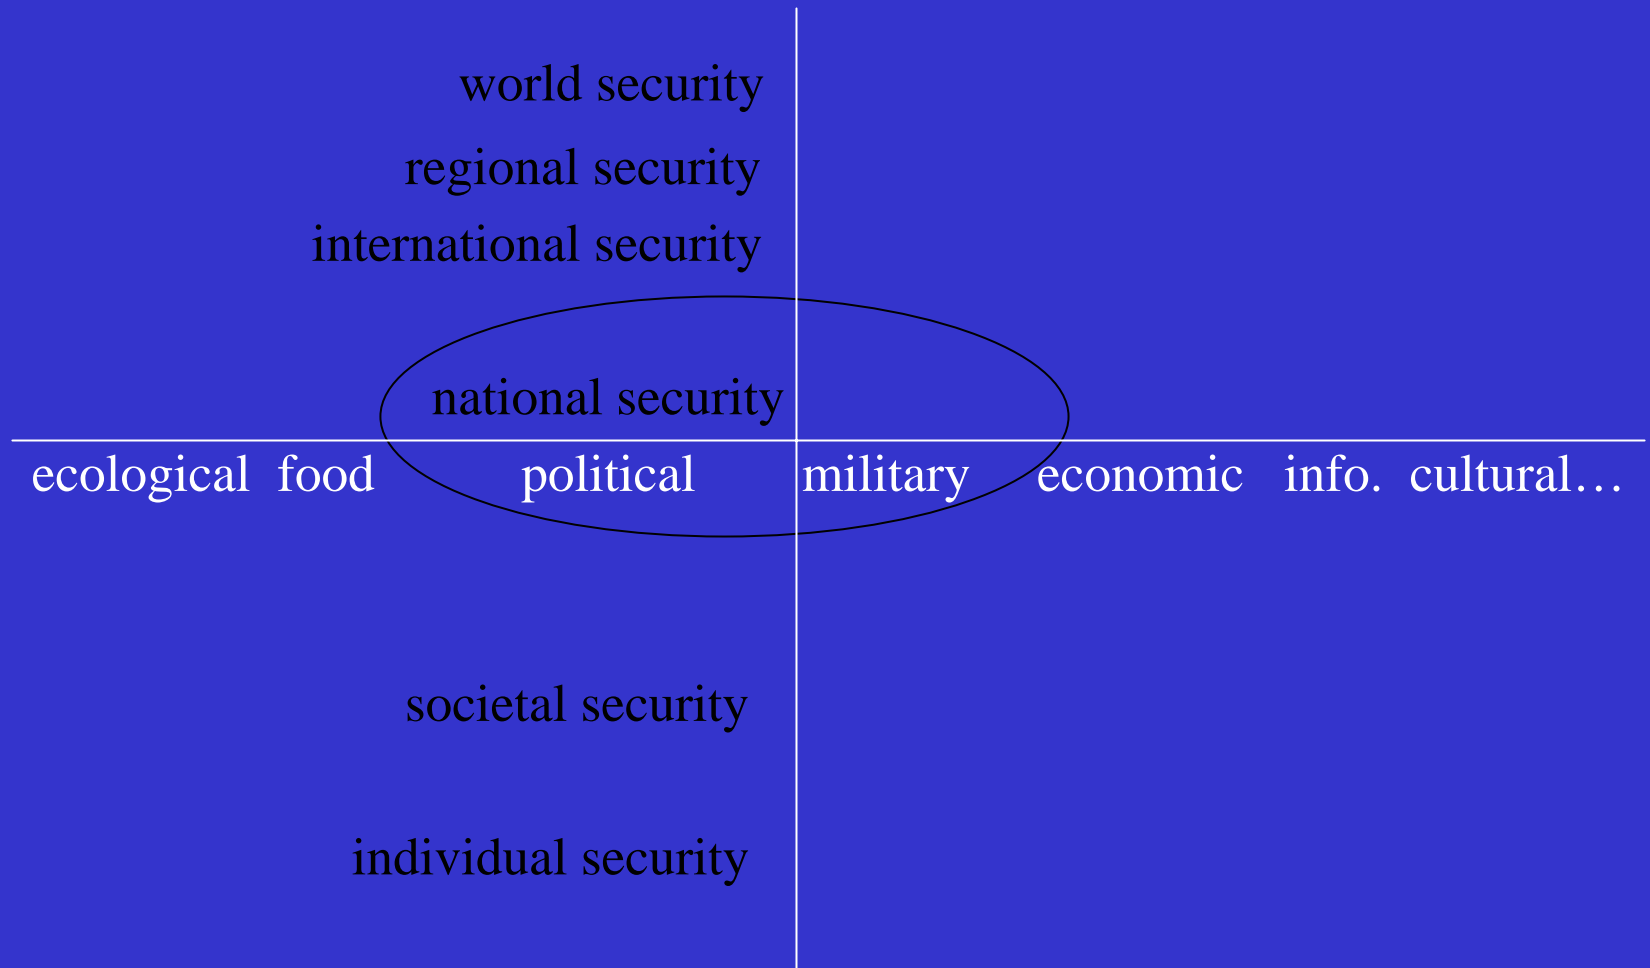 world security
regional security
international security
national security
ecological food political military economic info. cultural…
societal security
individual security